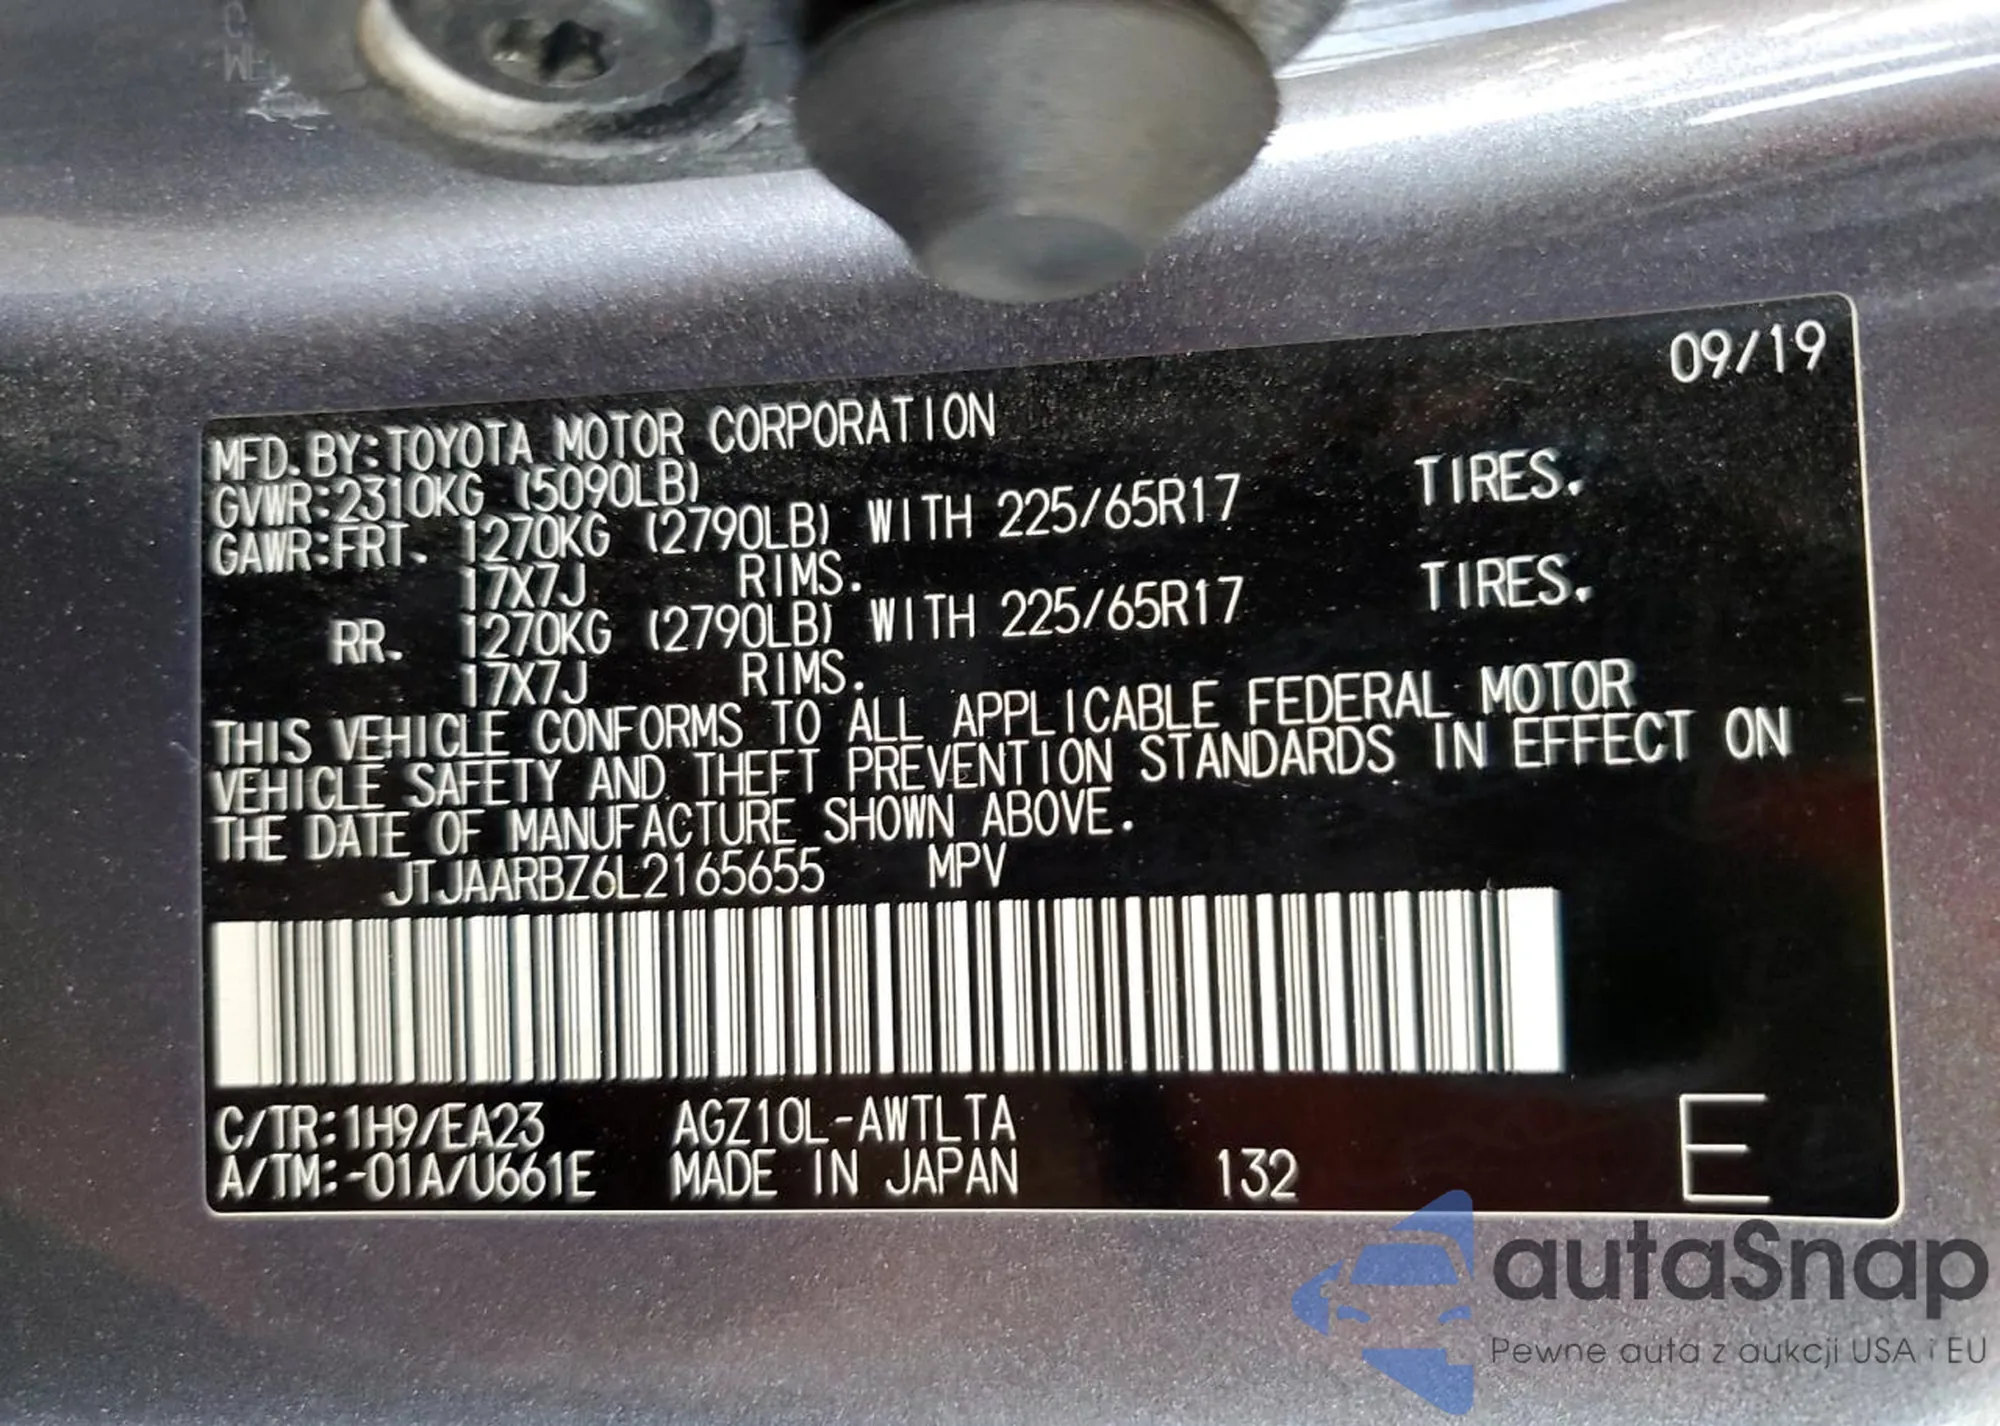 09/19
MFD.BY:TOYOTA MOTOR CORPORATION
GVWR:2310KG (5090LB)
GAWR:FRT. 1270KG (2790LB) WITH 225/65R17 TIRES.
17X7J RIMS.
RR. 1270KG (2790LB) WITH 225/65R17 TIRES.
17X7J RIMS.
THIS VEHICLE CONFORMS TO ALL APPLICABLE FEDERAL MOTOR
VEHICLE SAFETY AND THEFT PREVENTION STANDARDS IN EFFECT ON
THE DATE OF MANUFACTURE SHOWN ABOVE.
JTJAARBZ6L2165655 MPV
C/TR:1H9/EA23 AGZ10L-AWTLTA
A/TM:-01A/U661E MADE IN JAPAN 132 E
autaSnap
Pewne auta z aukcji USA i EU